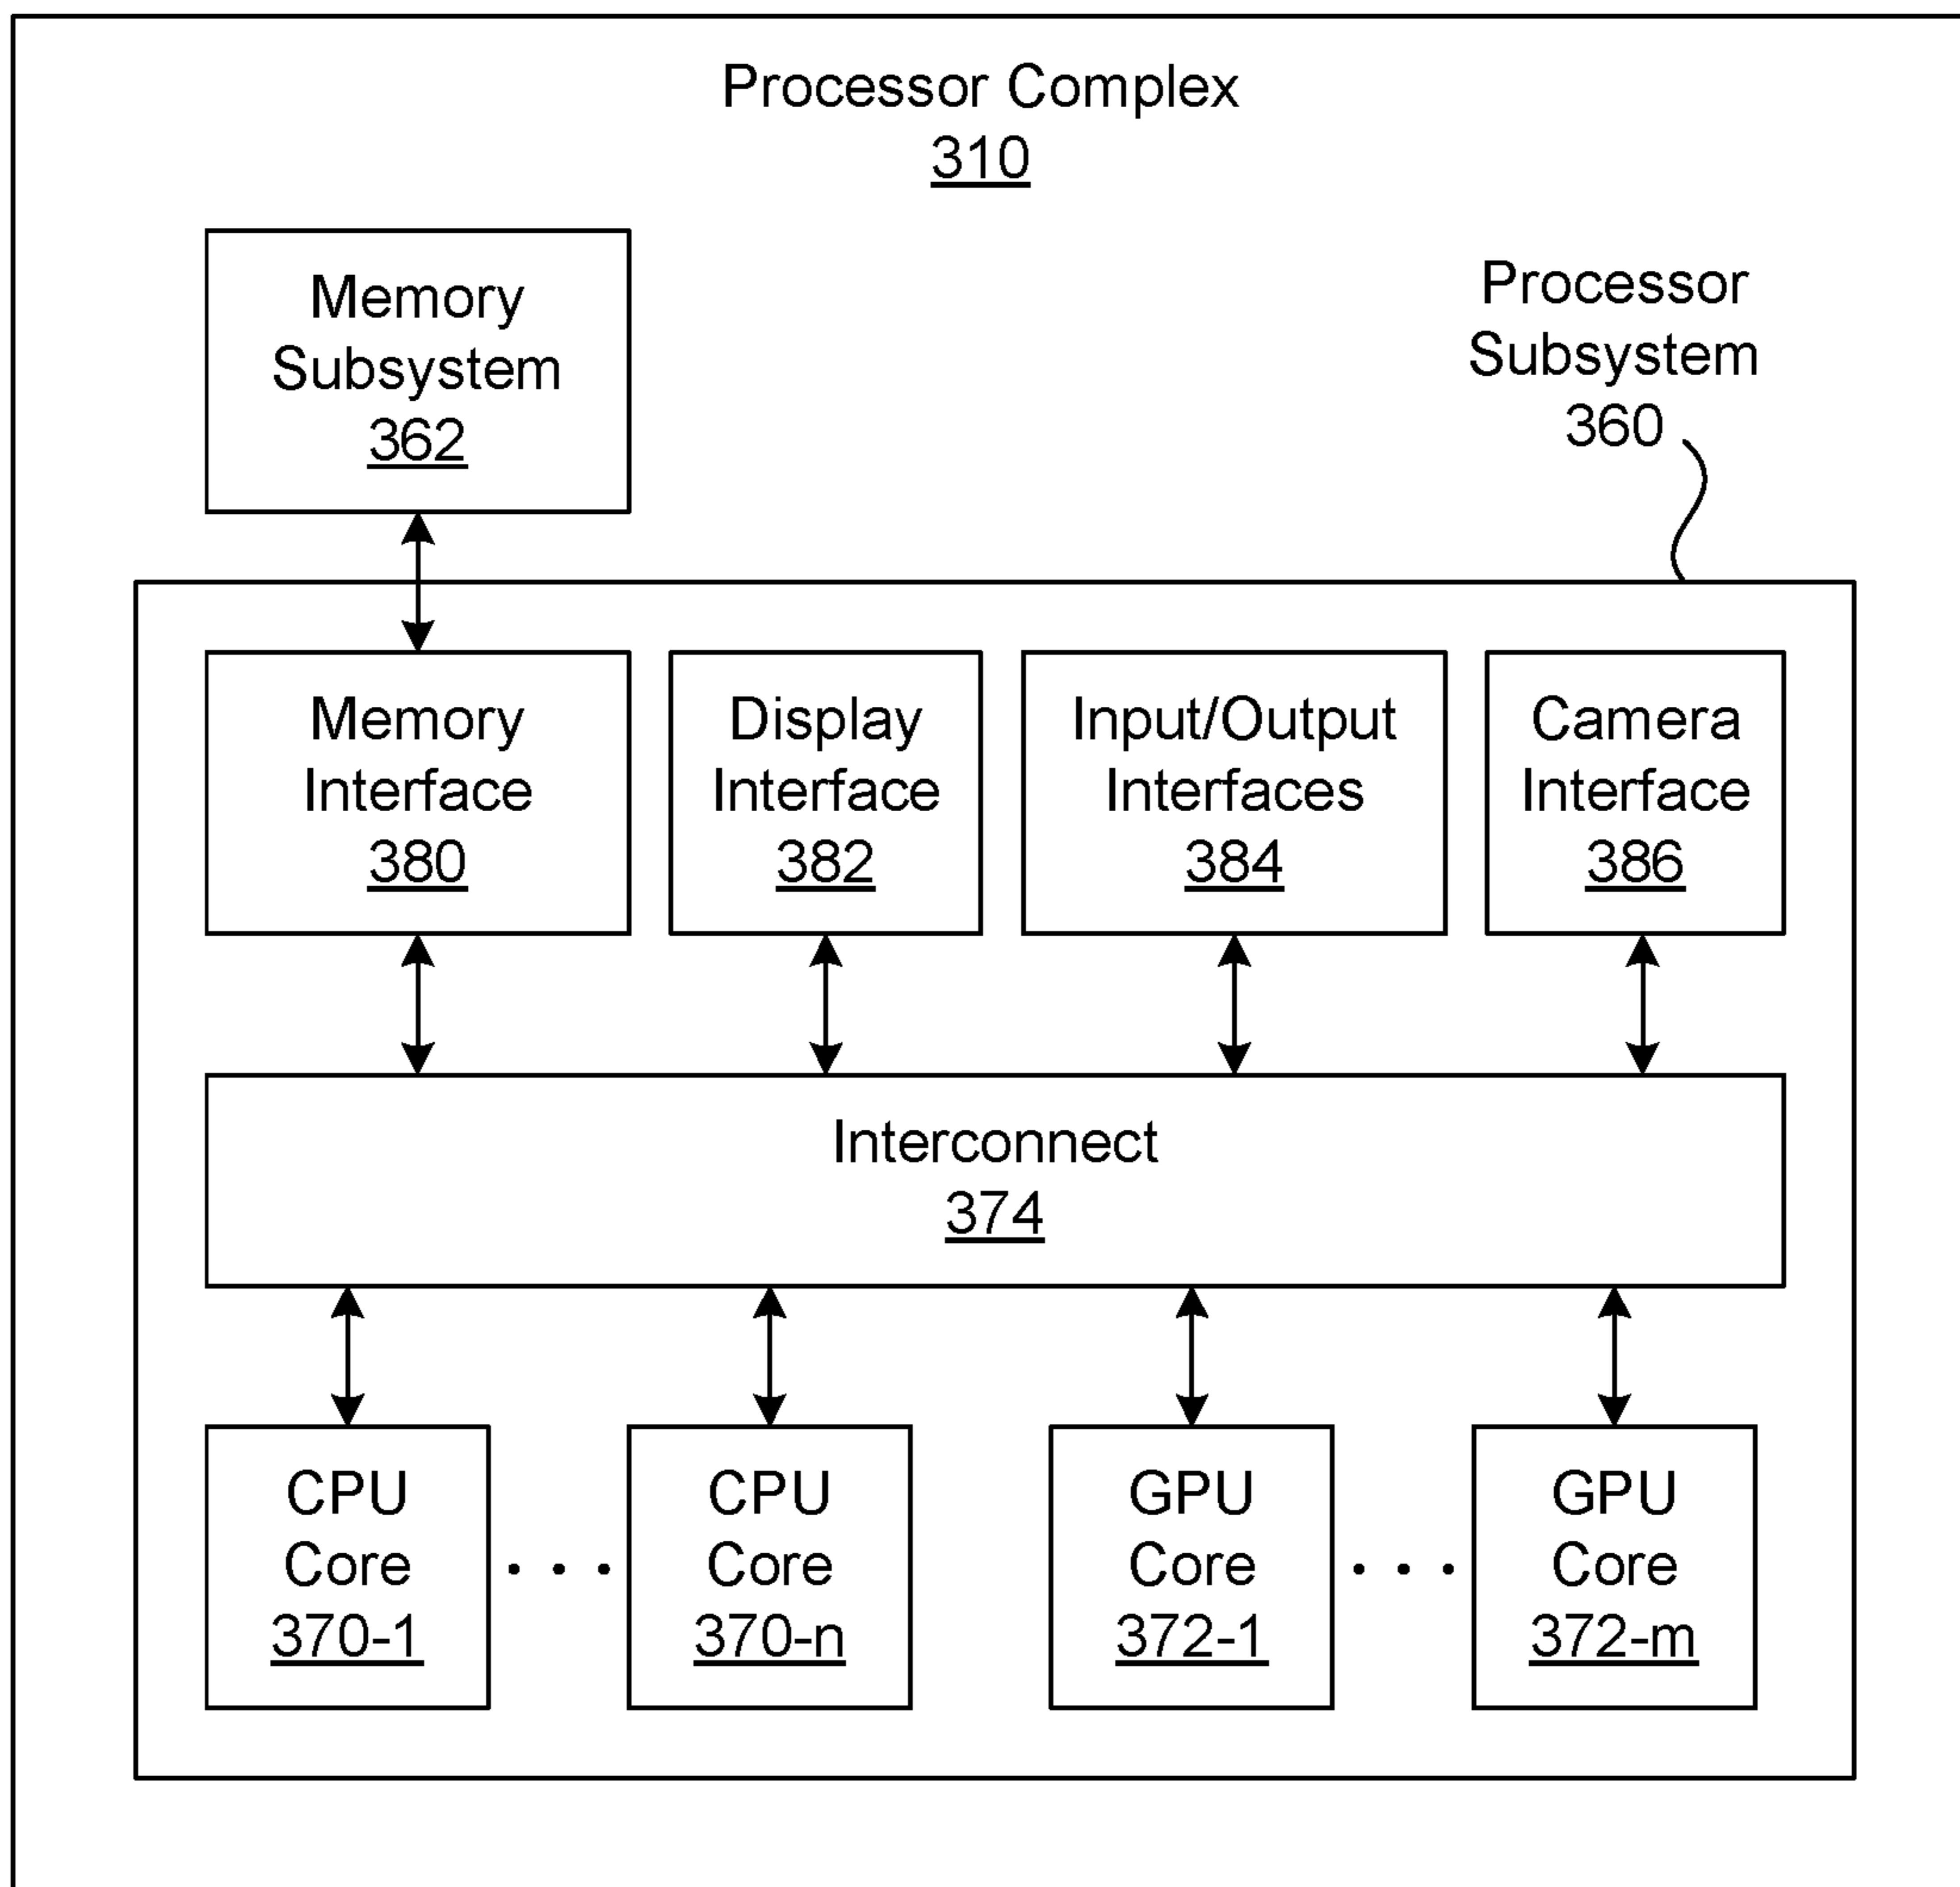 Processor Complex
310
Memory
Subsystem
362
Processor
Subsystem
360
Memory
Interface
380
Display
Interface
382
Input/Output
Interfaces
384
Camera
Interface
386
Interconnect
374
CPU
Core
370-1
. . .
CPU
Core
370-n
GPU
Core
372-1
. . .
GPU
Core
372-m